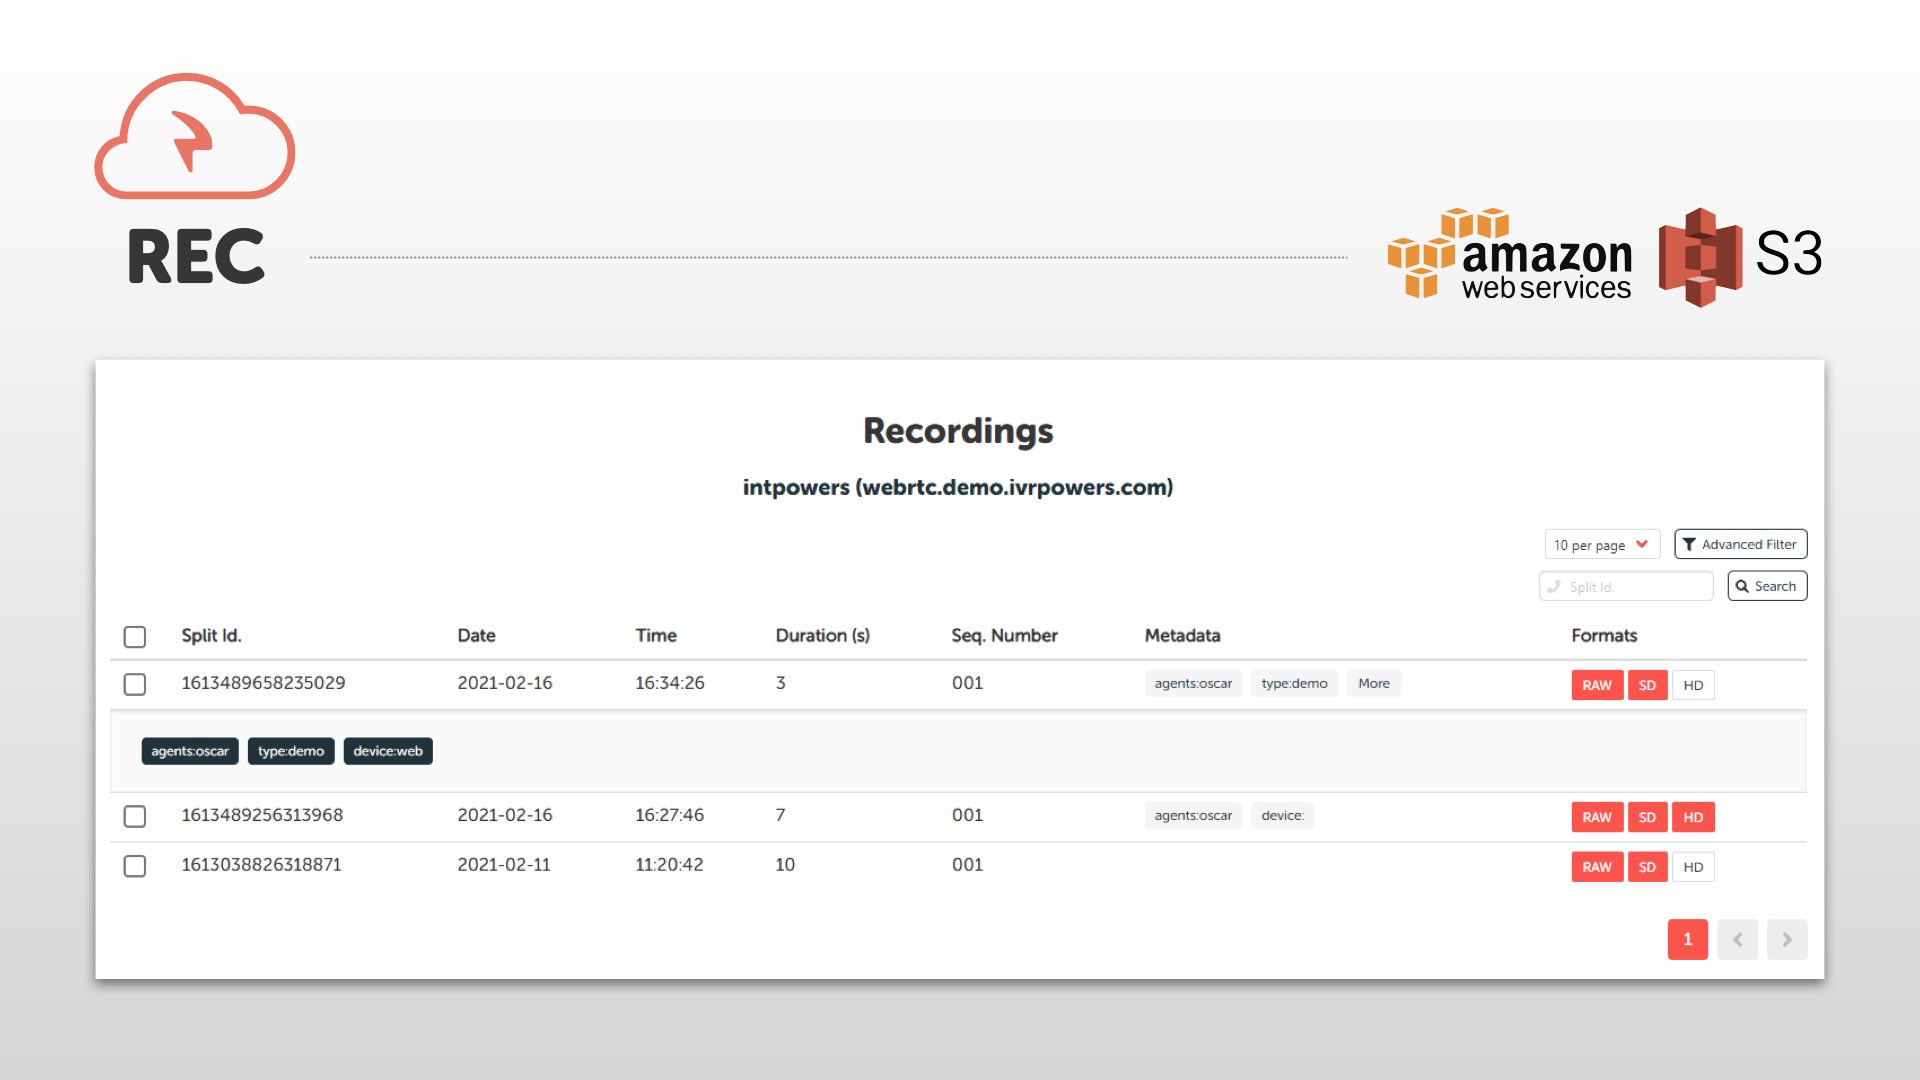 REC
amazon
web services
S3
Recordings
intpowers (webrtc.demo.ivrpowers.com)
10 per page
Advanced Filter
Split Id.
Search
Split Id. Date Time Duration (s) Seq. Number Metadata Formats
1613489658235029 2021-02-16 16:34:26 3 001 agents:oscar type:demo More RAW SD HD
agents:oscar type:demo device:web
1613489256313968 2021-02-16 16:27:46 7 001 agents:oscar device: RAW SD HD
1613038826318871 2021-02-11 11:20:42 10 001 RAW SD HD
1